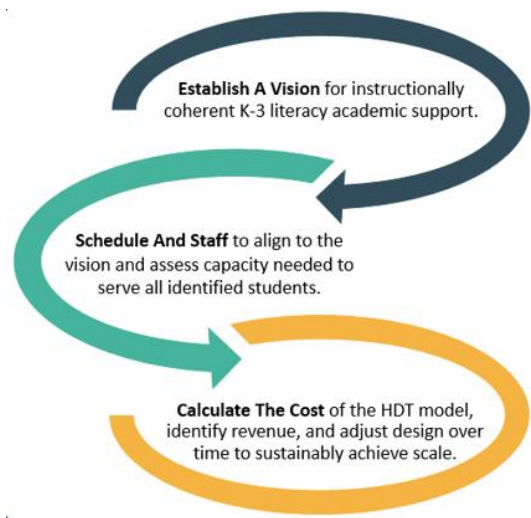 Establish A Vision for instructionally
coherent K-3 literacy academic support.
Schedule And Staff to align to the
vision and assess capacity needed to
serve all identified students.
Calculate The Cost of the HDT model,
identify revenue, and adjust design over
time to sustainably achieve scale.